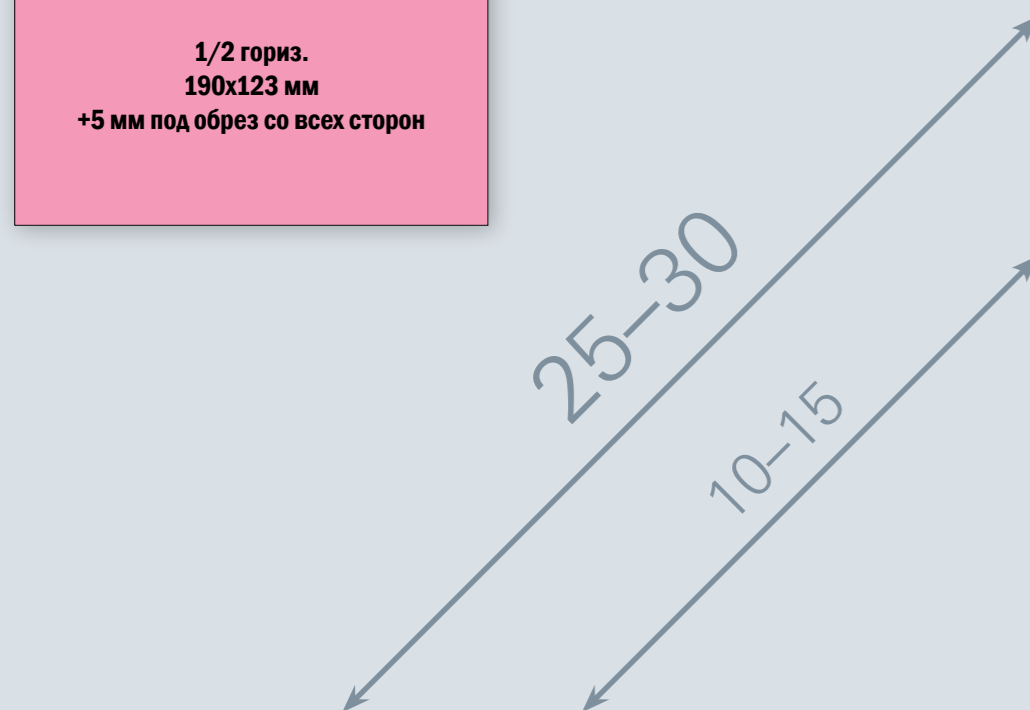 1/2 гориз.
190x123 мм
+5 мм под обрез со всех сторон
25–30
10–15